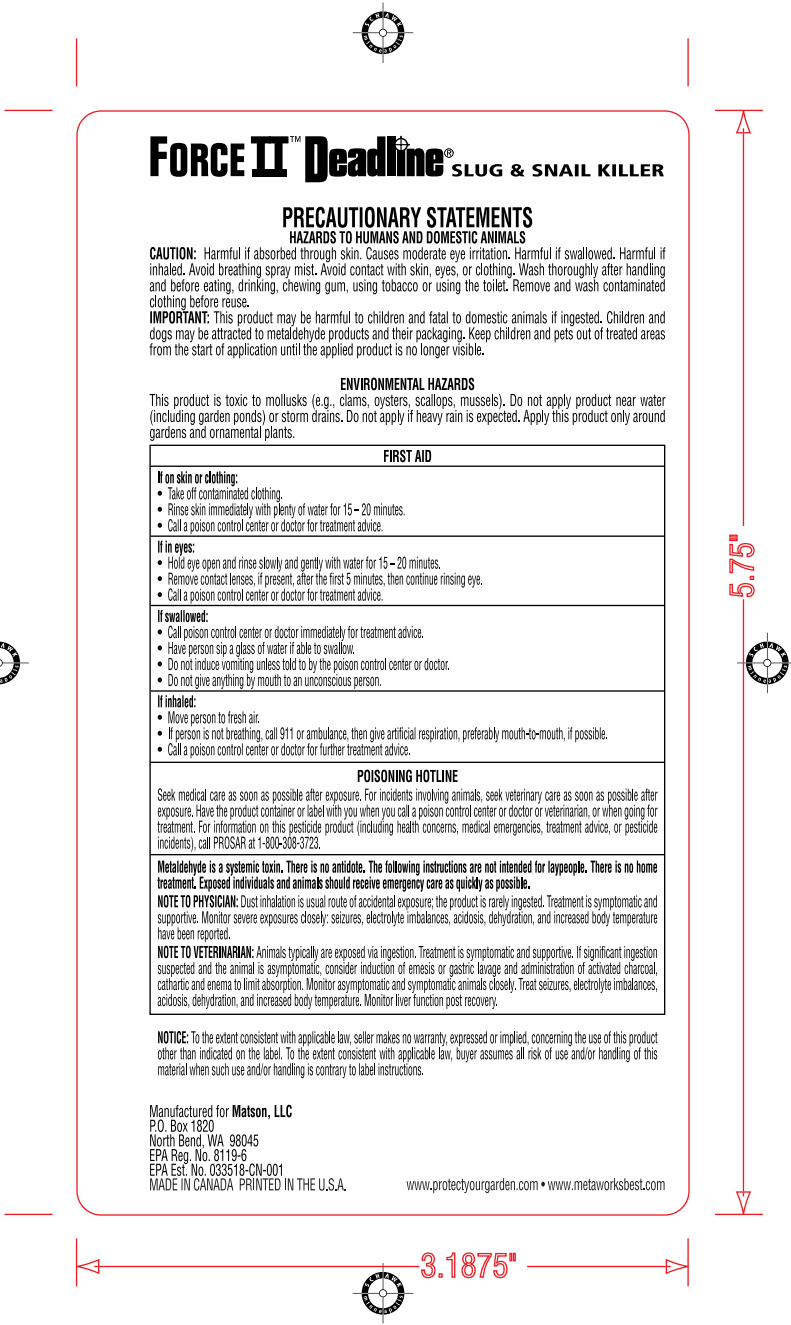 SCHAWK
minneapolis
FORCE II™ Deadline® SLUG & SNAIL KILLER
PRECAUTIONARY STATEMENTS
HAZARDS TO HUMANS AND DOMESTIC ANIMALS
CAUTION: Harmful if absorbed through skin. Causes moderate eye irritation. Harmful if swallowed. Harmful if
inhaled. Avoid breathing spray mist. Avoid contact with skin, eyes, or clothing. Wash thoroughly after handling
and before eating, drinking, chewing gum, using tobacco or using the toilet. Remove and wash contaminated
clothing before reuse.
IMPORTANT: This product may be harmful to children and fatal to domestic animals if ingested. Children and
dogs may be attracted to metaldehyde products and their packaging. Keep children and pets out of treated areas
from the start of application until the applied product is no longer visible.
ENVIRONMENTAL HAZARDS
This product is toxic to mollusks (e.g., clams, oysters, scallops, mussels). Do not apply product near water
(including garden ponds) or storm drains. Do not apply if heavy rain is expected. Apply this product only around
gardens and ornamental plants.
FIRST AID
If on skin or clothing:
• Take off contaminated clothing.
• Rinse skin immediately with plenty of water for 15 – 20 minutes.
• Call a poison control center or doctor for treatment advice.
If in eyes:
• Hold eye open and rinse slowly and gently with water for 15 – 20 minutes.
• Remove contact lenses, if present, after the first 5 minutes, then continue rinsing eye.
• Call a poison control center or doctor for treatment advice.
If swallowed:
• Call poison control center or doctor immediately for treatment advice.
• Have person sip a glass of water if able to swallow.
• Do not induce vomiting unless told to by the poison control center or doctor.
• Do not give anything by mouth to an unconscious person.
If inhaled:
• Move person to fresh air.
• If person is not breathing, call 911 or ambulance, then give artificial respiration, preferably mouth-to-mouth, if possible.
• Call a poison control center or doctor for further treatment advice.
POISONING HOTLINE
Seek medical care as soon as possible after exposure. For incidents involving animals, seek veterinary care as soon as possible after
exposure. Have the product container or label with you when you call a poison control center or doctor or veterinarian, or when going for
treatment. For information on this pesticide product (including health concerns, medical emergencies, treatment advice, or pesticide
incidents), call PROSAR at 1-800-308-3723.
Metaldehyde is a systemic toxin. There is no antidote. The following instructions are not intended for laypeople. There is no home
treatment. Exposed individuals and animals should receive emergency care as quickly as possible.
NOTE TO PHYSICIAN: Dust inhalation is usual route of accidental exposure; the product is rarely ingested. Treatment is symptomatic and
supportive. Monitor severe exposures closely: seizures, electrolyte imbalances, acidosis, dehydration, and increased body temperature
have been reported.
NOTE TO VETERINARIAN: Animals typically are exposed via ingestion. Treatment is symptomatic and supportive. If significant ingestion
suspected and the animal is asymptomatic, consider induction of emesis or gastric lavage and administration of activated charcoal,
cathartic and enema to limit absorption. Monitor asymptomatic and symptomatic animals closely. Treat seizures, electrolyte imbalances,
acidosis, dehydration, and increased body temperature. Monitor liver function post recovery.
NOTICE: To the extent consistent with applicable law, seller makes no warranty, expressed or implied, concerning the use of this product
other than indicated on the label. To the extent consistent with applicable law, buyer assumes all risk of use and/or handling of this
material when such use and/or handling is contrary to label instructions.
Manufactured for Matson, LLC
P.O. Box 1820
North Bend, WA 98045
EPA Reg. No. 8119-6
EPA Est. No. 033518-CN-001
MADE IN CANADA PRINTED IN THE U.S.A. www.protectyourgarden.com • www.metaworksbest.com
5.75"
SCHAWK
minneapolis
3.1875"
SCHAWK
minneapolis